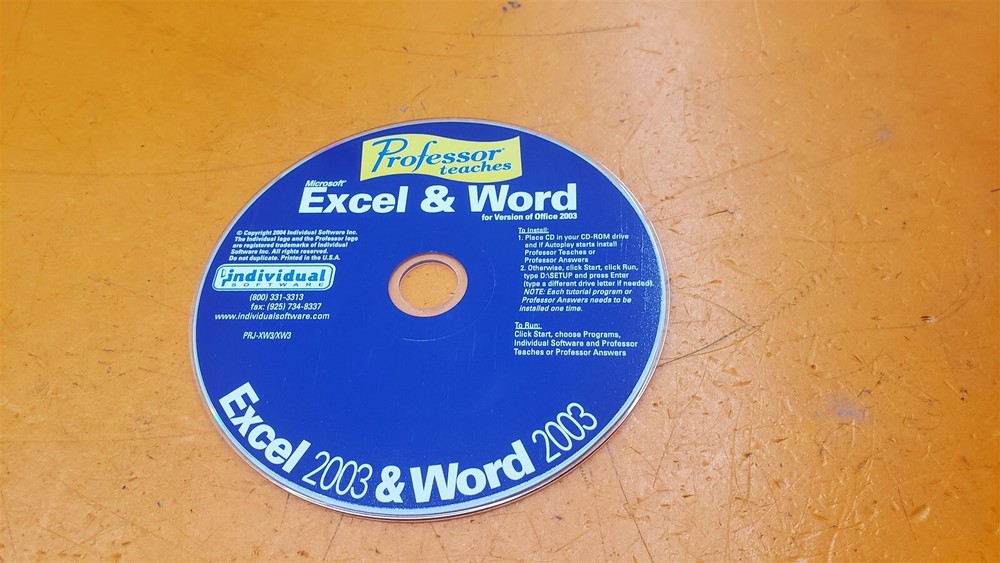 Professor
teaches
Microsoft®
Excel & Word
for Version of Office 2003
© Copyright 2004 Individual Software Inc.
The Individual logo and the Professor logo
are registered trademarks of Individual
Software Inc. All rights reserved.
Do not duplicate. Printed in the U.S.A.
individual
SOFTWARE
(800) 331-3313
fax: (925) 734-8337
www.individualsoftware.com
PRJ-XW3/XW3
To Install:
1. Place CD in your CD-ROM drive
and if Autoplay starts install
Professor Teaches or
Professor Answers
2. Otherwise, click Start, click Run,
type D:\SETUP and press Enter
(type a different drive letter if needed).
NOTE: Each tutorial program or
Professor Answers needs to be
installed one time.
To Run:
Click Start, choose Programs,
Individual Software and Professor
Teaches or Professor Answers
Excel 2003 & Word 2003